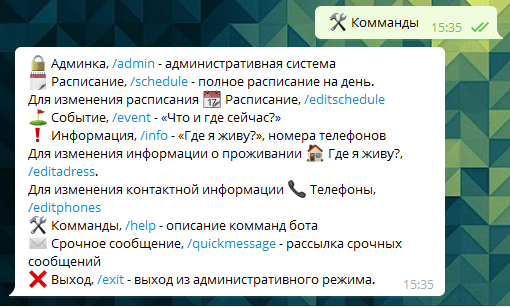 🛠 Комманды 15:35
🔒 Админка, /admin - административная система
🗓 Расписание, /schedule - полное расписание на день.
Для изменения расписания 📆 Расписание, /editschedule
⛳ Событие, /event - «Что и где сейчас?»
❗ Информация, /info - «Где я живу?», номера телефонов
Для изменения информации о проживании 🏠 Где я живу?,
/editadress.
Для изменения контактной информации 📞 Телефоны,
/editphones
🛠 Комманды, /help - описание комманд бота
✉ Срочное сообщение, /quickmessage - рассылка срочных
сообщений
❌ Выход, /exit - выход из административного режима.
15:35